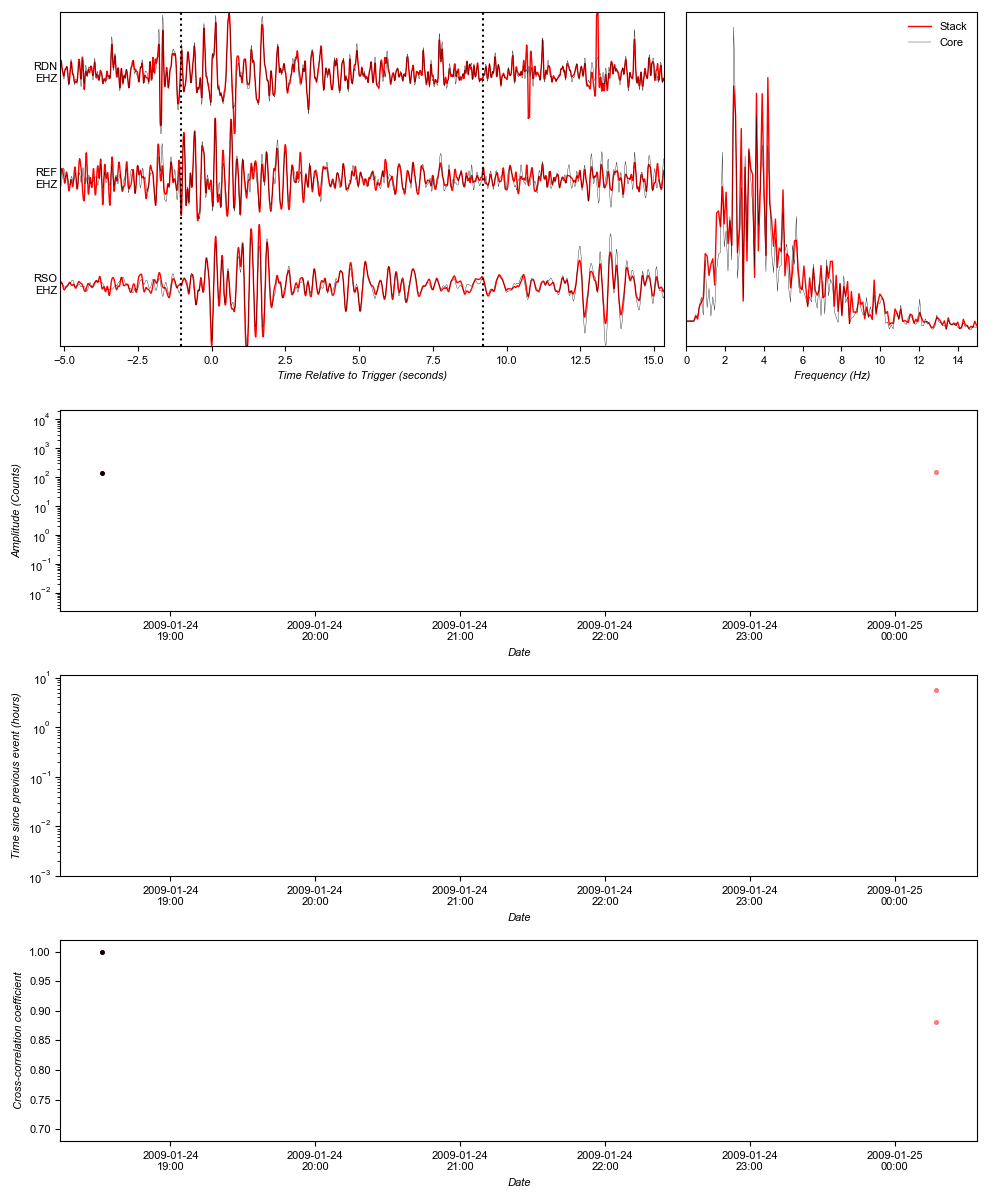 RDN
EHZ
REF
EHZ
RSO
EHZ
−5.0 −2.5 0.0 2.5 5.0 7.5 10.0 12.5 15.0
Time Relative to Trigger (seconds)
Stack
Core
0 2 4 6 8 10 12 14
Frequency (Hz)
10⁴
10³
10²
10¹
10⁰
10⁻¹
10⁻²
Amplitude (Counts)
2009-01-24 2009-01-24 2009-01-24 2009-01-24 2009-01-24 2009-01-25
19:00 20:00 21:00 22:00 23:00 00:00
Date
10¹
10⁰
10⁻¹
10⁻²
10⁻³
Time since previous event (hours)
2009-01-24 2009-01-24 2009-01-24 2009-01-24 2009-01-24 2009-01-25
19:00 20:00 21:00 22:00 23:00 00:00
Date
1.00
0.95
0.90
0.85
0.80
0.75
0.70
Cross-correlation coefficient
2009-01-24 2009-01-24 2009-01-24 2009-01-24 2009-01-24 2009-01-25
19:00 20:00 21:00 22:00 23:00 00:00
Date